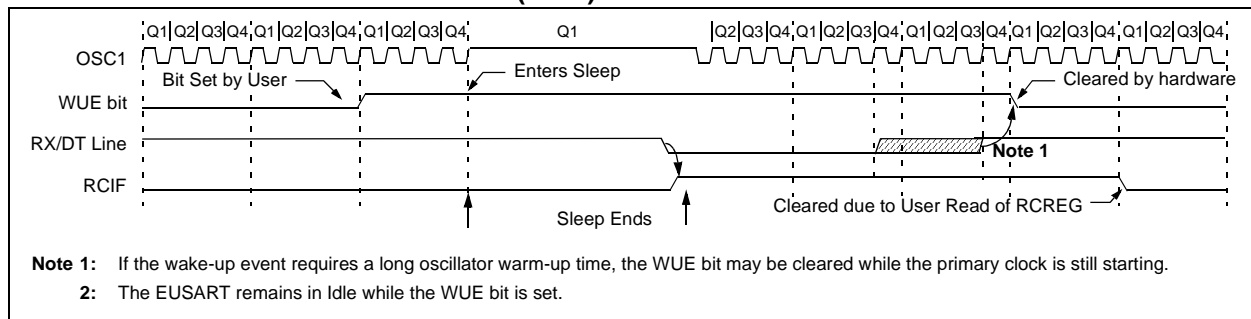 Q1 Q2 Q3 Q4 Q1 Q2 Q3 Q4 Q1 Q2 Q3 Q4 Q1 Q2 Q3 Q4 Q1 Q2 Q3 Q4 Q1 Q2 Q3 Q4 Q1 Q2 Q3 Q4 Q1 Q2 Q3 Q4
OSC1
Bit Set by User
Enters Sleep
Cleared by hardware
WUE bit
RX/DT Line
Note 1
RCIF
Cleared due to User Read of RCREG
Sleep Ends
Note 1: If the wake-up event requires a long oscillator warm-up time, the WUE bit may be cleared while the primary clock is still starting.
2: The EUSART remains in Idle while the WUE bit is set.